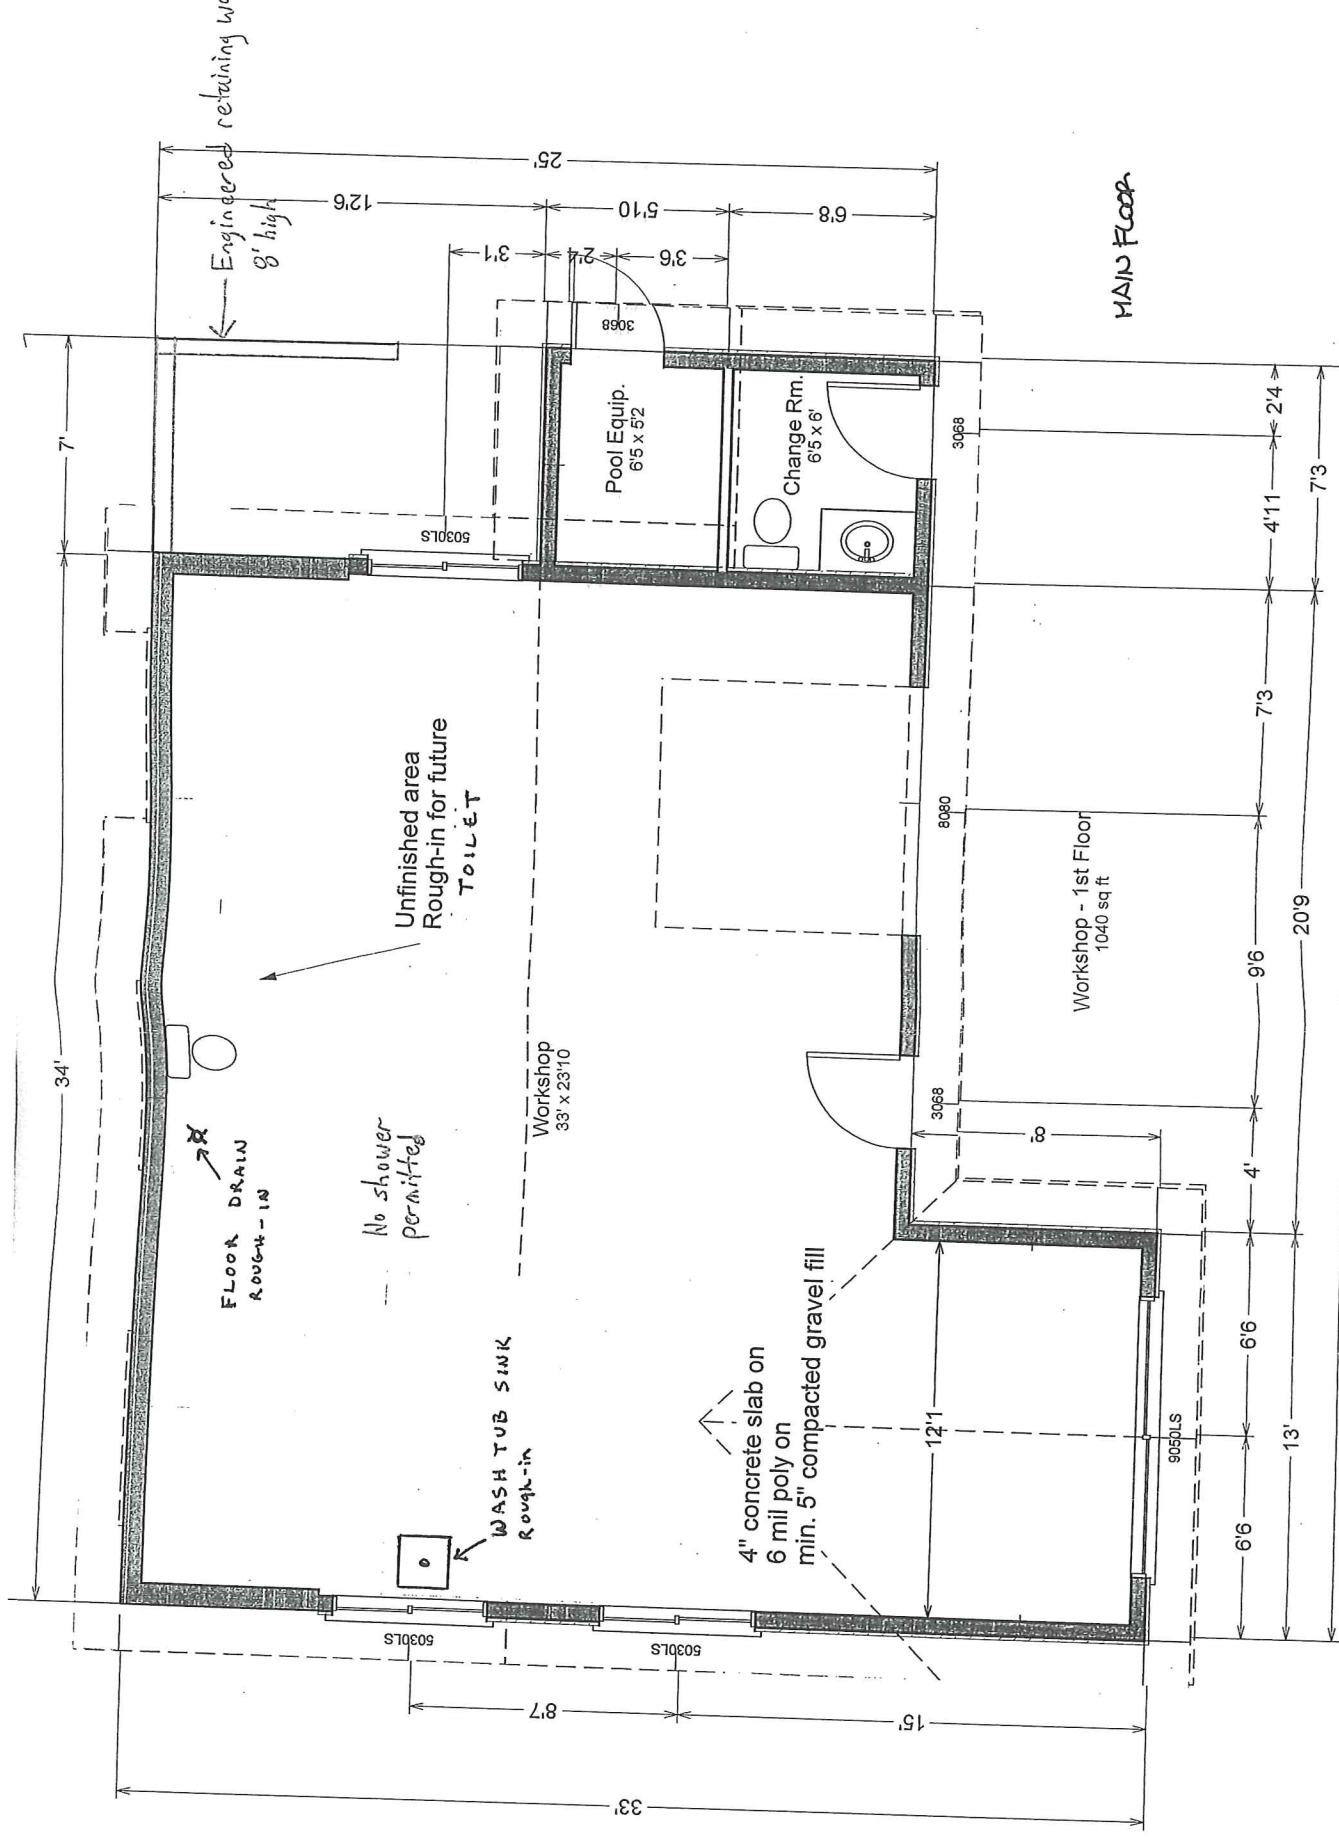 Engineered retaining
8' high
25'
12'6
5'10
6'8
3'1
2'4
3'6
MAIN FLOOR
7'
34'
3068
Pool Equip.
6'5 x 5'2
Change Rm.
6'5 x 6'
3068
2'4
4'11
7'3
5030LS
Unfinished area
Rough-in for future
TOILET
8080
7'3
Workshop - 1st Floor
1040 sq ft
9'6
20'9
Workshop
33' x 23'10
3068
8'
4'
FLOOR DRAIN
ROUGH-IN
No shower
permitted
WASH TUB SINK
Rough-in
4" concrete slab on
6 mil poly on
min. 5" compacted gravel fill
12'1
9050LS
6'6
6'6
13'
5030LS
5030LS
8'7
15'
33'